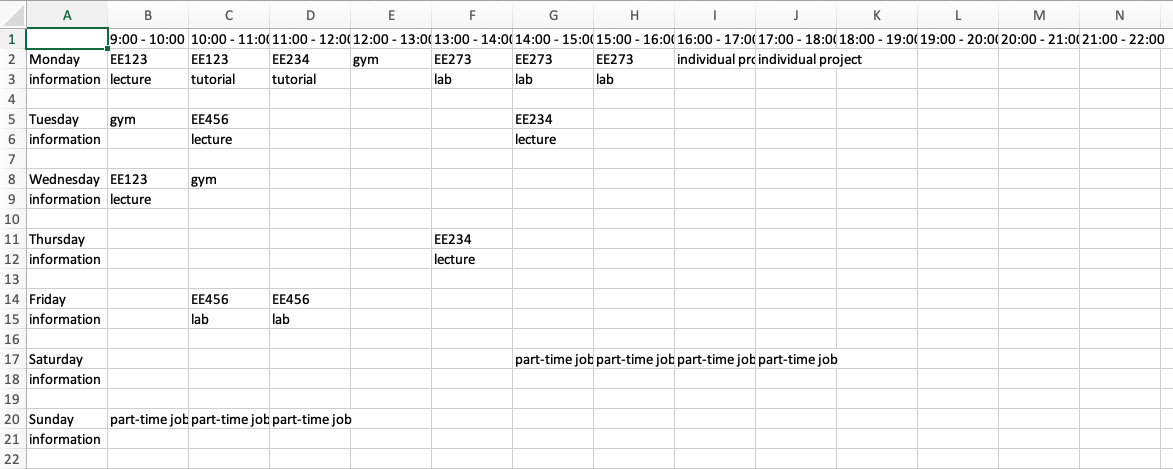 A B C D E F G H I J K L M N
1 9:00 - 10:00 10:00 - 11:0 11:00 - 12:00 12:00 - 13:0 13:00 - 14:0 14:00 - 15:0 15:00 - 16:0 16:00 - 17:0 17:00 - 18:0 18:00 - 19:0 19:00 - 20:0 20:00 - 21:0 21:00 - 22:00
2 Monday EE123 EE123 EE234 gym EE273 EE273 EE273 individual pro individual project
3 information lecture tutorial tutorial lab lab lab
4
5 Tuesday gym EE456 EE234
6 information lecture lecture
7
8 Wednesday EE123 gym
9 information lecture
10
11 Thursday EE234
12 information lecture
13
14 Friday EE456 EE456
15 information lab lab
16
17 Saturday part-time job part-time job part-time job part-time job
18 information
19
20 Sunday part-time job part-time job part-time job
21 information
22